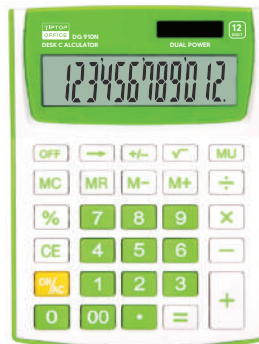 TIPTOP
OFFICE DG 910N
DESK C ALCULATOR DUAL POWER
12
DIGIT
123456789012.
OFF → +/− √ MU
MC MR M− M+ ÷
% 7 8 9 ×
CE 4 5 6 −
ON/AC 1 2 3 +
0 00 • =